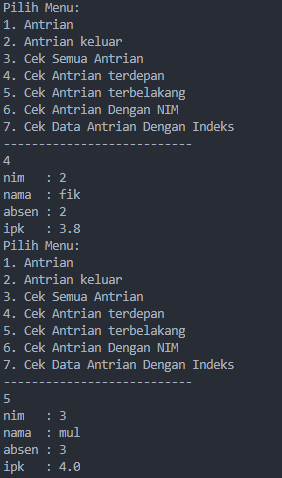 Pilih Menu:
1. Antrian
2. Antrian keluar
3. Cek Semua Antrian
4. Cek Antrian terdepan
5. Cek Antrian terbelakang
6. Cek Antrian Dengan NIM
7. Cek Data Antrian Dengan Indeks
--------------------------
4
nim   : 2
nama  : fik
absen : 2
ipk   : 3.8
Pilih Menu:
1. Antrian
2. Antrian keluar
3. Cek Semua Antrian
4. Cek Antrian terdepan
5. Cek Antrian terbelakang
6. Cek Antrian Dengan NIM
7. Cek Data Antrian Dengan Indeks
--------------------------
5
nim   : 3
nama  : mul
absen : 3
ipk   : 4.0